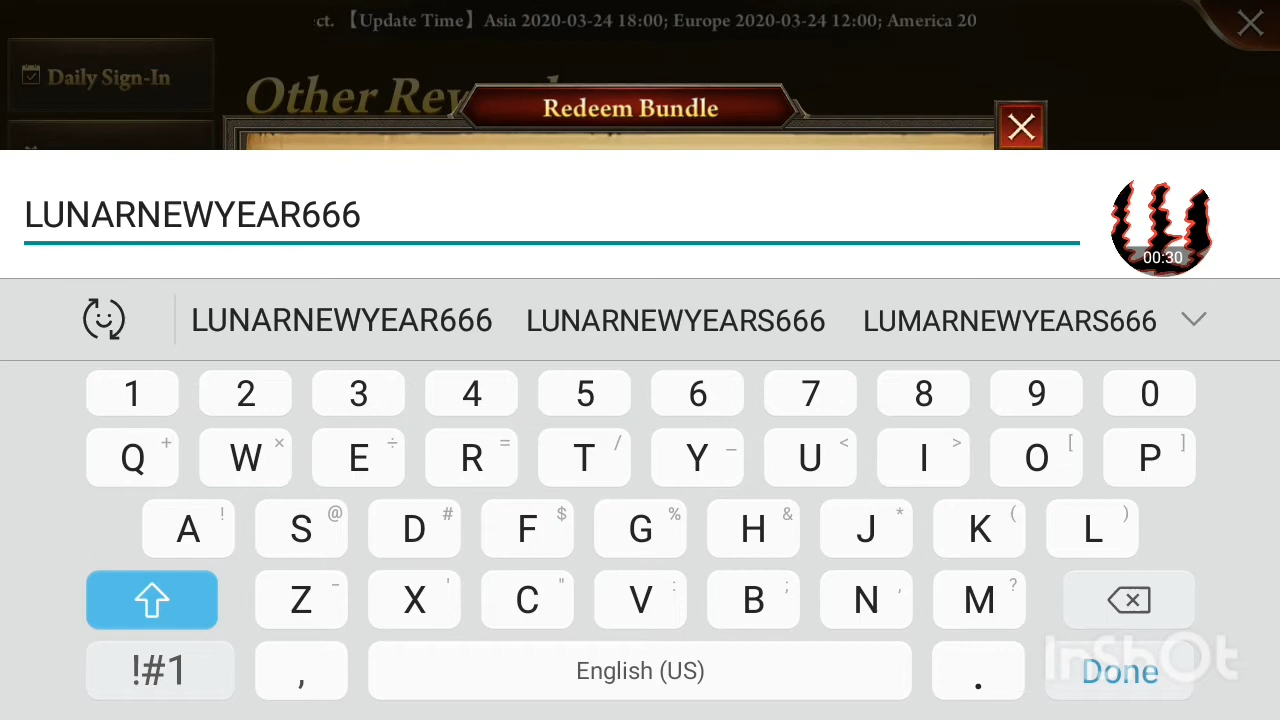 ct. 【Update Time】Asia 2020-03-24 18:00; Europe 2020-03-24 12:00; America 20
Daily Sign-In
Other Rew
Redeem Bundle
LUNARNEWYEAR666
00:30
LUNARNEWYEAR666 LUNARNEWYEARS666 LUMARNEWYEARS666
1 2 3 4 5 6 7 8 9 0
Q + W × E ÷ R = T / Y _ U < I > O [ P ]
A ! S @ D # F $ G % H & J * K ( L )
Z - X ' C " V : B ; N , M ?
!#1 , English (US) . Done
InShOt